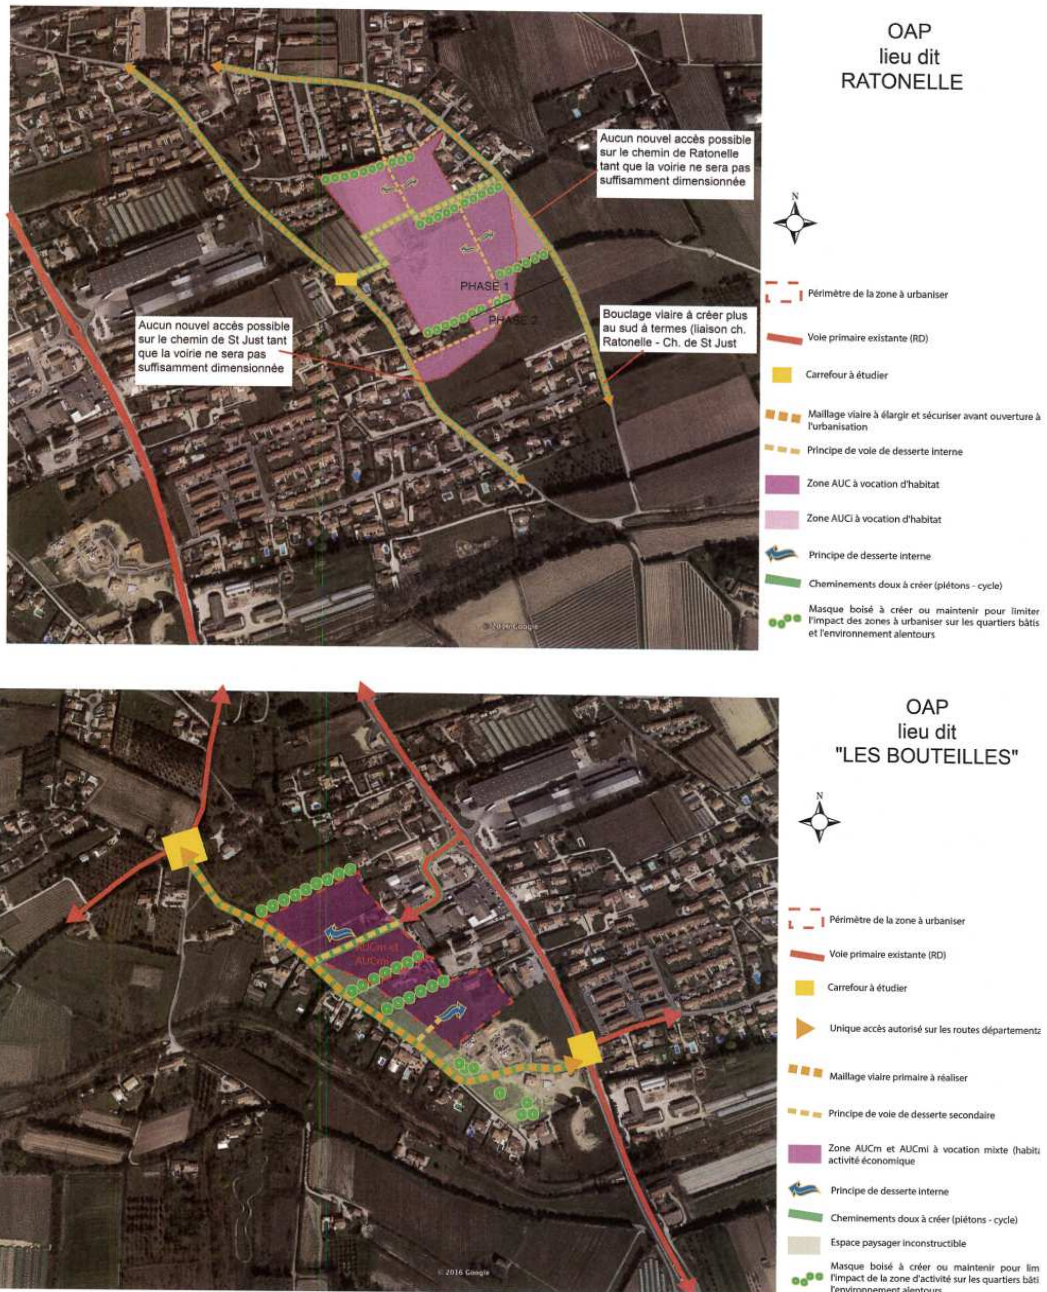 OAP
lieu dit
RATONELLE
Aucun nouvel accès possible
sur le chemin de Ratonelle
tant que la voirie ne sera pas
suffisamment dimensionnée
N
PHASE 1
PHASE 2
Aucun nouvel accès possible
sur le chemin de St Just tant
que la voirie ne sera pas
suffisamment dimensionnée
Bouclage viaire à créer plus
au sud à termes (liaison ch.
Ratonelle - Ch. de St Just
Périmètre de la zone à urbaniser
Voie primaire existante (RD)
Carrefour à étudier
Maillage viaire à élargir et sécuriser avant ouverture à
l'urbanisation
Principe de voie de desserte interne
Zone AUC à vocation d'habitat
Zone AUCi à vocation d'habitat
Principe de desserte interne
Cheminements doux à créer (piétons - cycle)
Masque boisé à créer ou maintenir pour limiter
l'impact des zones à urbaniser sur les quartiers bâtis
et l'environnement alentours
© 2016 Google
OAP
lieu dit
"LES BOUTEILLES"
N
AUCm et
AUCmi
Périmètre de la zone à urbaniser
Voie primaire existante (RD)
Carrefour à étudier
Unique accès autorisé sur les routes départementa
Maillage viaire primaire à réaliser
Principe de voie de desserte secondaire
Zone AUCm et AUCmi à vocation mixte (habita
activité économique
Principe de desserte interne
Cheminements doux à créer (piétons - cycle)
Espace paysager inconstructible
Masque boisé à créer ou maintenir pour lim
l'impact de la zone d'activité sur les quartiers bâti
l'environnement alentours
© 2016 Google